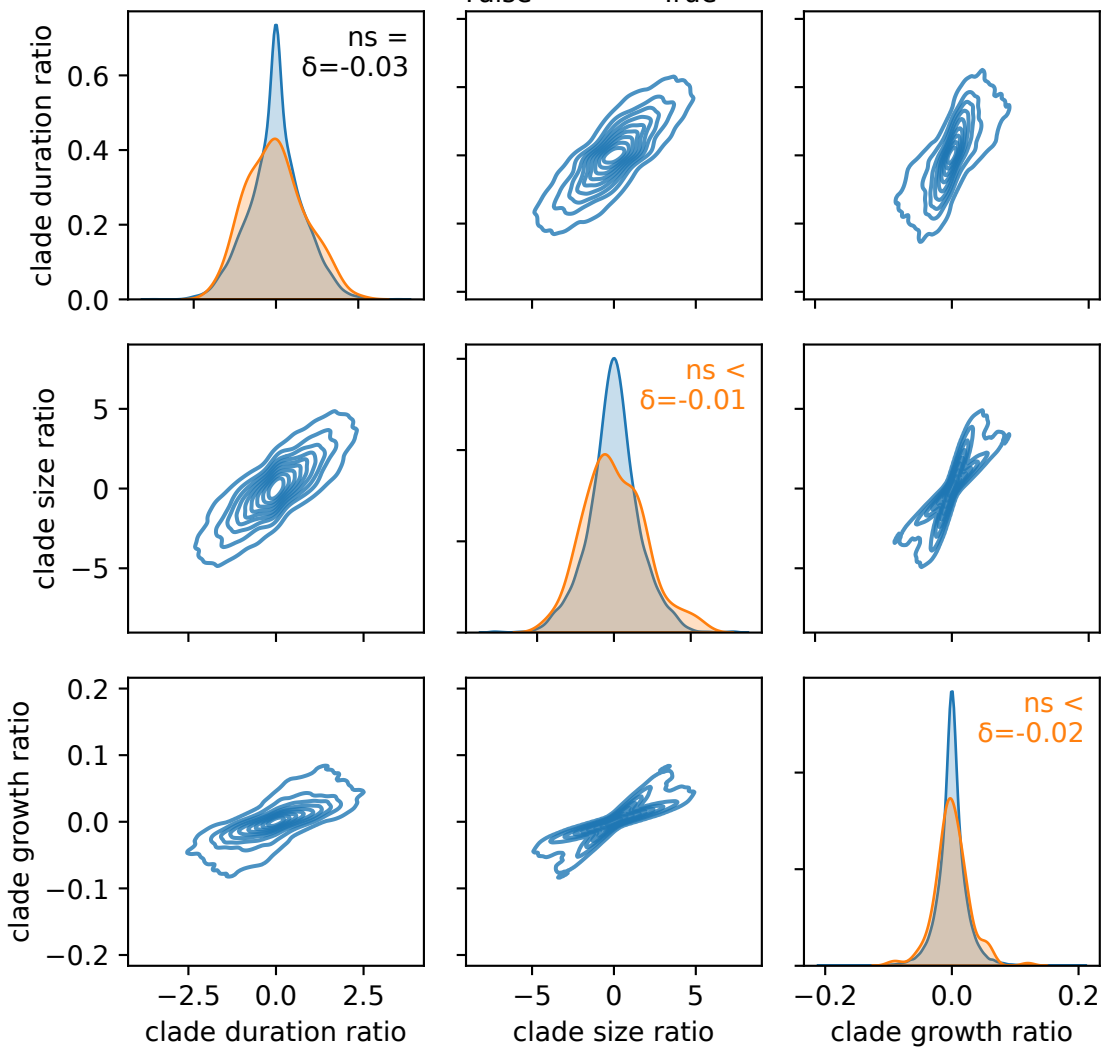 ns =
δ=-0.03
clade duration ratio
0.6
0.4
0.2
0.0
ns <
δ=-0.01
clade size ratio
5
0
−5
ns <
δ=-0.02
clade growth ratio
0.2
0.1
0.0
−0.1
−0.2
−2.5 0.0 2.5
−5 0 5
−0.2 0.0 0.2
clade duration ratio
clade size ratio
clade growth ratio